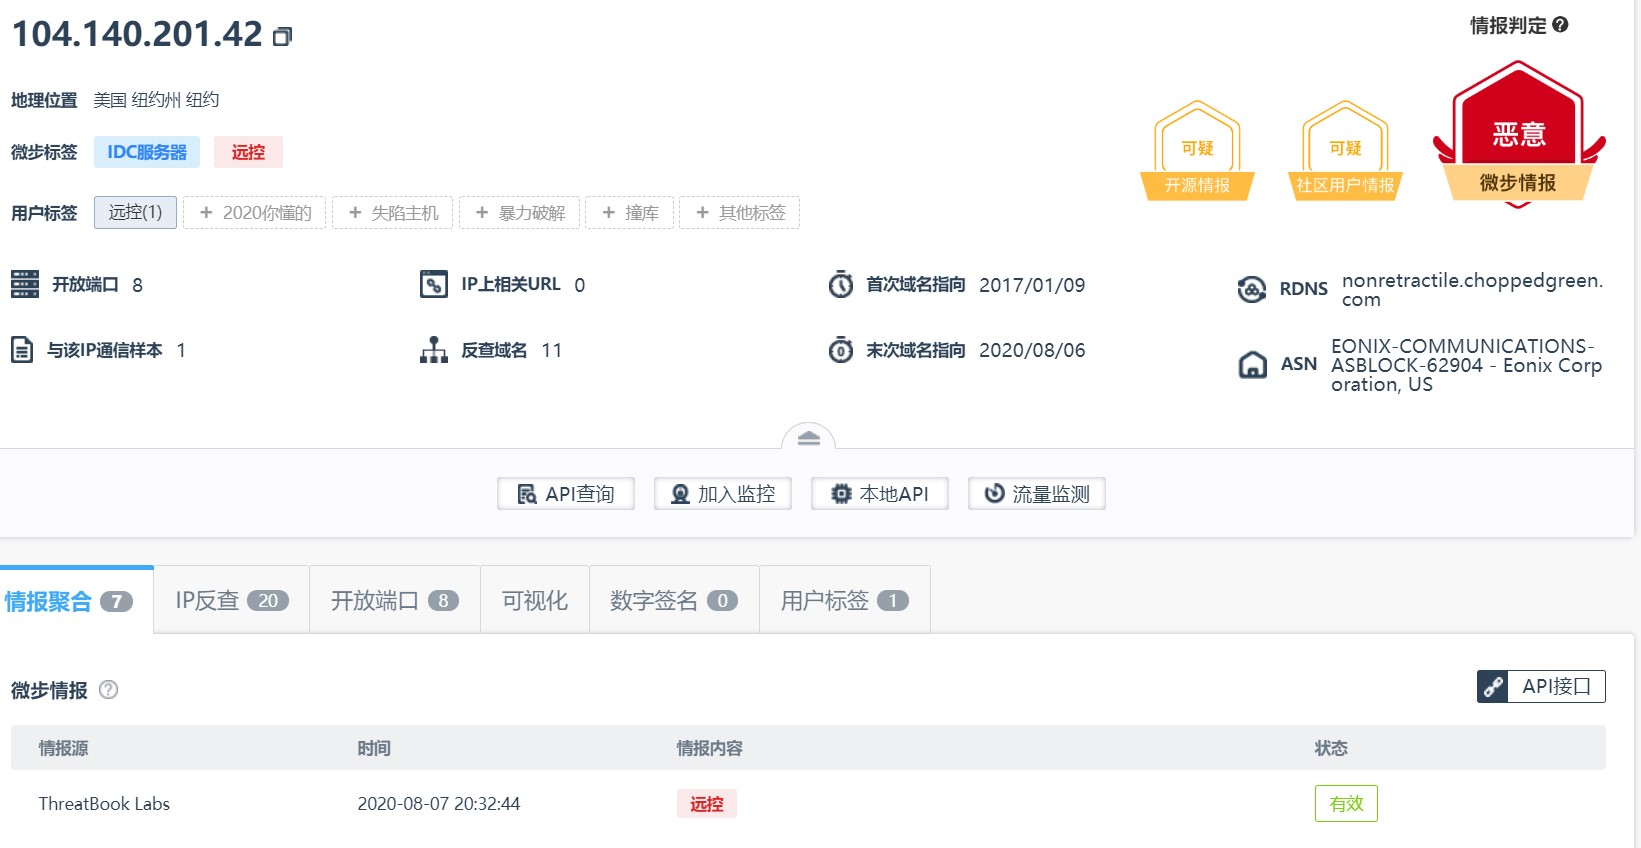 104.140.201.42
情报判定
地理位置 美国 纽约州 纽约
微步标签 IDC服务器 远控
用户标签 远控(1) + 2020你懂的 + 失陷主机 + 暴力破解 + 撞库 + 其他标签
可疑
开源情报
可疑
社区用户情报
恶意
微步情报
开放端口 8
IP上相关URL 0
首次域名指向 2017/01/09
RDNS nonretractile.choppedgreen.
com
与该IP通信样本 1
反查域名 11
末次域名指向 2020/08/06
ASN EONIX-COMMUNICATIONS-
ASBLOCK-62904 - Eonix Corp
oration, US
API查询 加入监控 本地API 流量监测
情报聚合 7 IP反查 20 开放端口 8 可视化 数字签名 0 用户标签 1
微步情报 ?
API接口
情报源 时间 情报内容 状态
ThreatBook Labs 2020-08-07 20:32:44 远控 有效